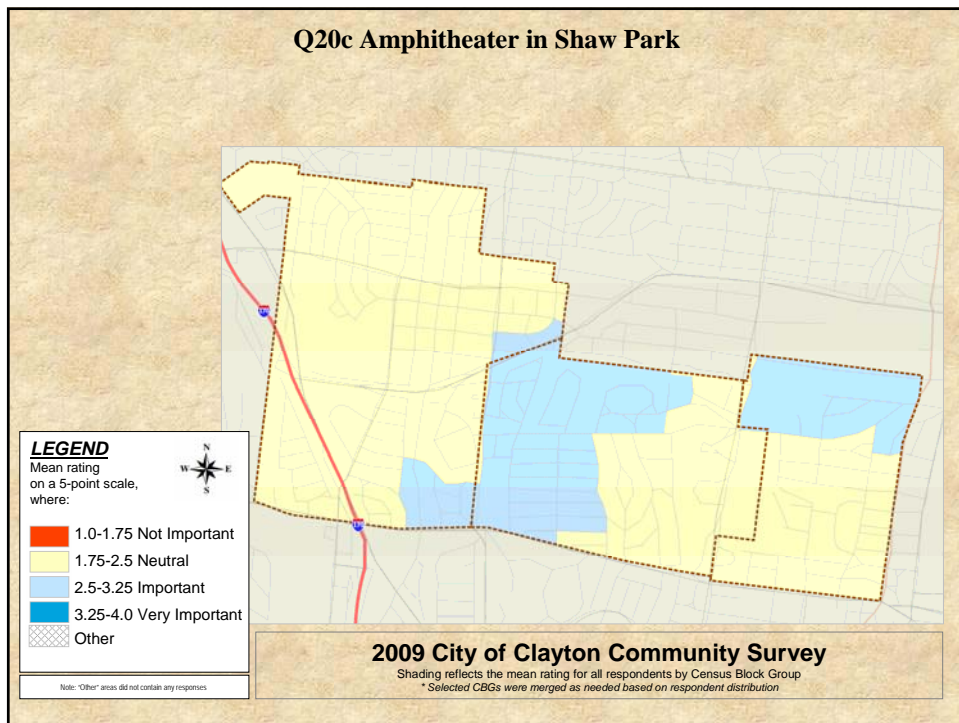 Q20c Amphitheater in Shaw Park
LEGEND
Mean rating
on a 5-point scale,
where:
N
W E
S
1.0-1.75 Not Important
1.75-2.5 Neutral
2.5-3.25 Important
3.25-4.0 Very Important
Other
Note: "Other" areas did not contain any responses
2009 City of Clayton Community Survey
Shading reflects the mean rating for all respondents by Census Block Group
* Selected CBGs were merged as needed based on respondent distribution